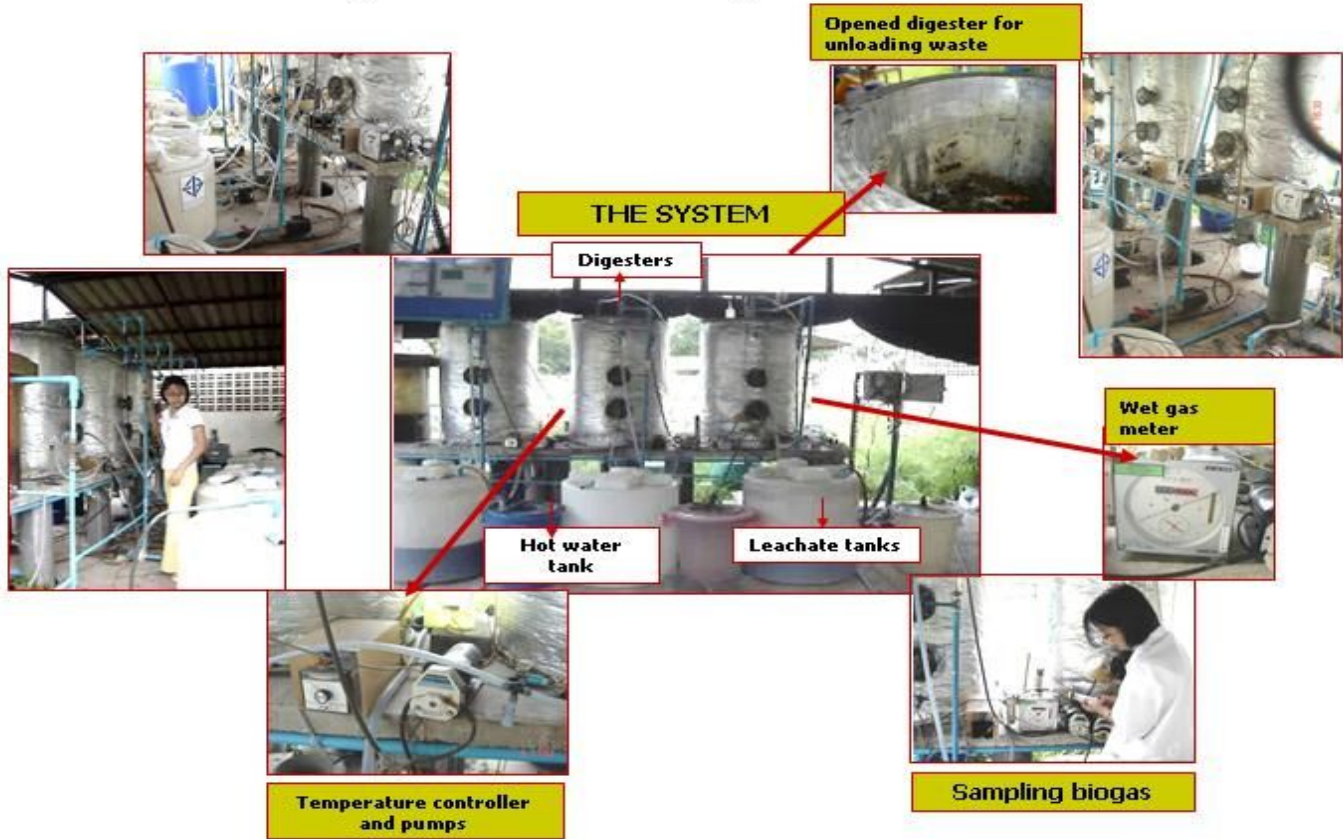 Opened digester for
unloading waste
THE SYSTEM
Digesters
Wet gas
meter
Hot water
tank
Leachate tanks
Temperature controller
and pumps
Sampling biogas